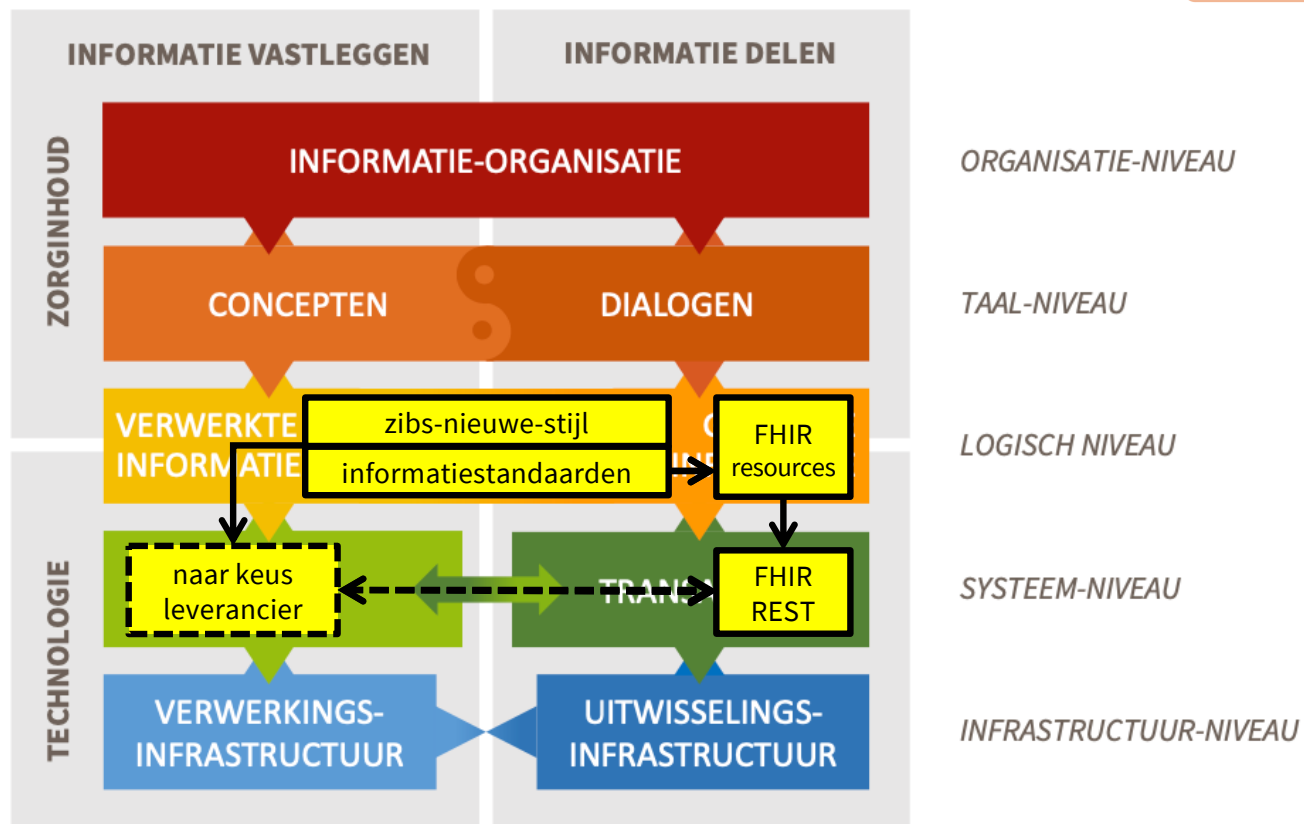 INFORMATIE VASTLEGGEN
INFORMATIE DELEN
ZORGINHOUD
INFORMATIE-ORGANISATIE
ORGANISATIE-NIVEAU
CONCEPTEN
DIALOGEN
TAAL-NIVEAU
VERWERKTE
INFORMATIE
zibs-nieuwe-stijl
informatiestandaarden
FHIR
resources
LOGISCH NIVEAU
TECHNOLOGIE
naar keus
leverancier
FHIR
REST
SYSTEEM-NIVEAU
VERWERKINGS-
INFRASTRUCTUUR
UITWISSELINGS-
INFRASTRUCTUUR
INFRASTRUCTUUR-NIVEAU